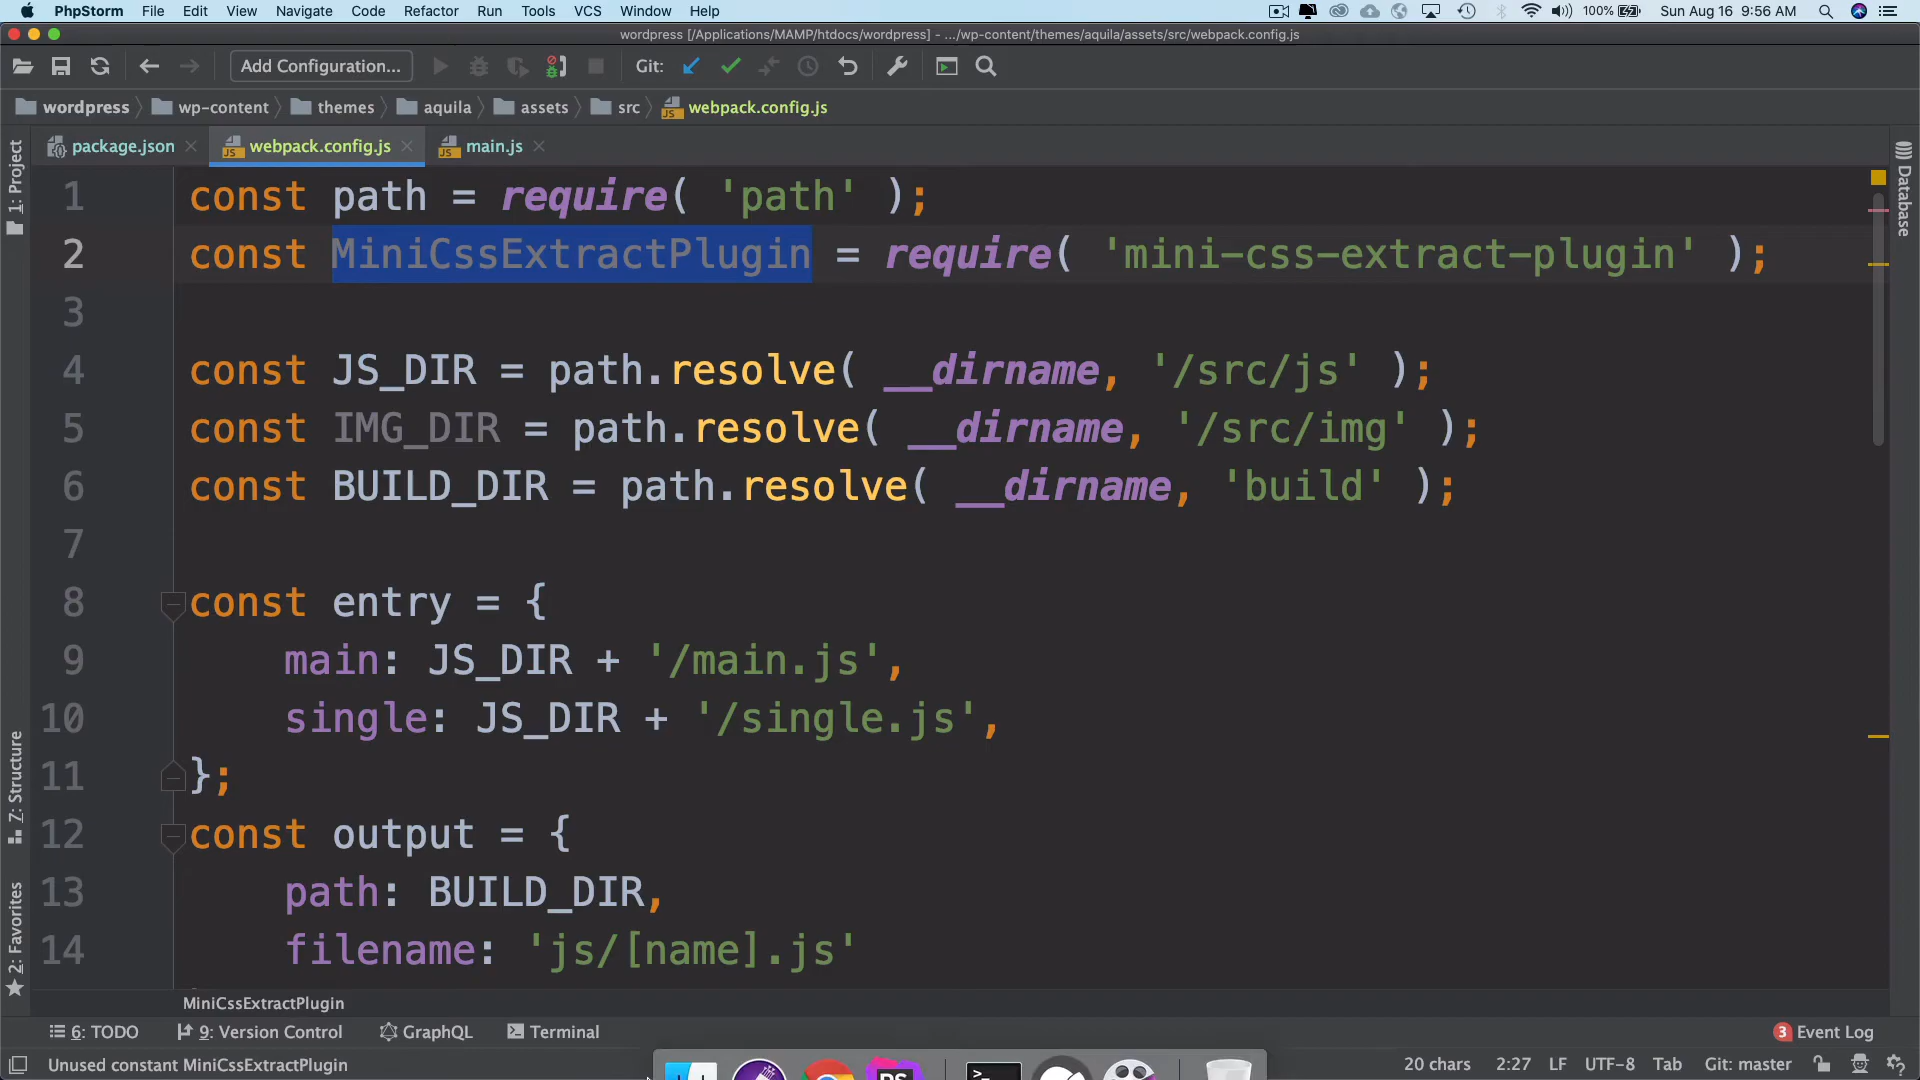 PhpStorm File Edit View Navigate Code Refactor Run Tools VCS Window Help 100% Sun Aug 16 9:56 AM
wordpress [/Applications/MAMP/htdocs/wordpress] - .../wp-content/themes/aquila/assets/src/webpack.config.js
Add Configuration... Git:
wordpress wp-content themes aquila assets src webpack.config.js
package.json webpack.config.js main.js
1: Project
Database
1 const path = require( 'path' );
2 const MiniCssExtractPlugin = require( 'mini-css-extract-plugin' );
3
4 const JS_DIR = path.resolve( __dirname, '/src/js' );
5 const IMG_DIR = path.resolve( __dirname, '/src/img' );
6 const BUILD_DIR = path.resolve( __dirname, 'build' );
7
8 const entry = {
9 main: JS_DIR + '/main.js',
10 single: JS_DIR + '/single.js',
11 };
12 const output = {
13 path: BUILD_DIR,
14 filename: 'js/[name].js'
7: Structure
2: Favorites
MiniCssExtractPlugin
6: TODO 9: Version Control GraphQL Terminal 3 Event Log
Unused constant MiniCssExtractPlugin 20 chars 2:27 LF UTF-8 Tab Git: master